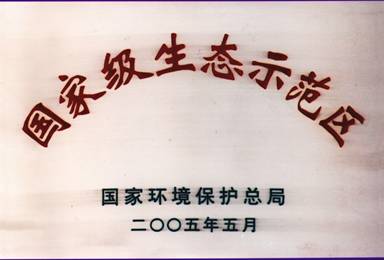 国家级生态示范区
国家环境保护总局
二〇〇五年五月